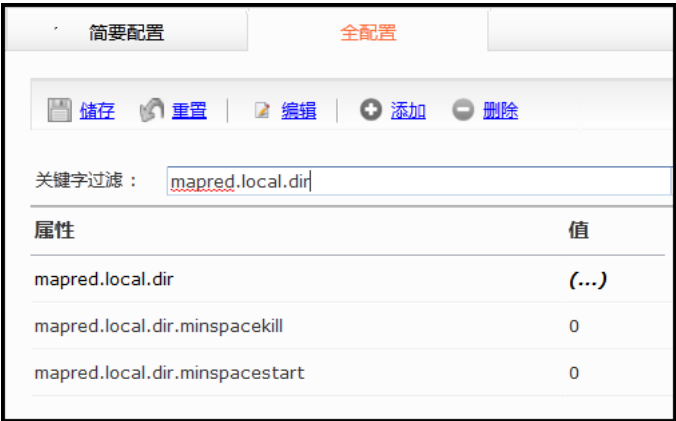 简要配置 全配置
储存 重置 编辑 添加 删除
关键字过滤： mapred.local.dir
属性 值
mapred.local.dir (...)
mapred.local.dir.minspacekill 0
mapred.local.dir.minspacestart 0